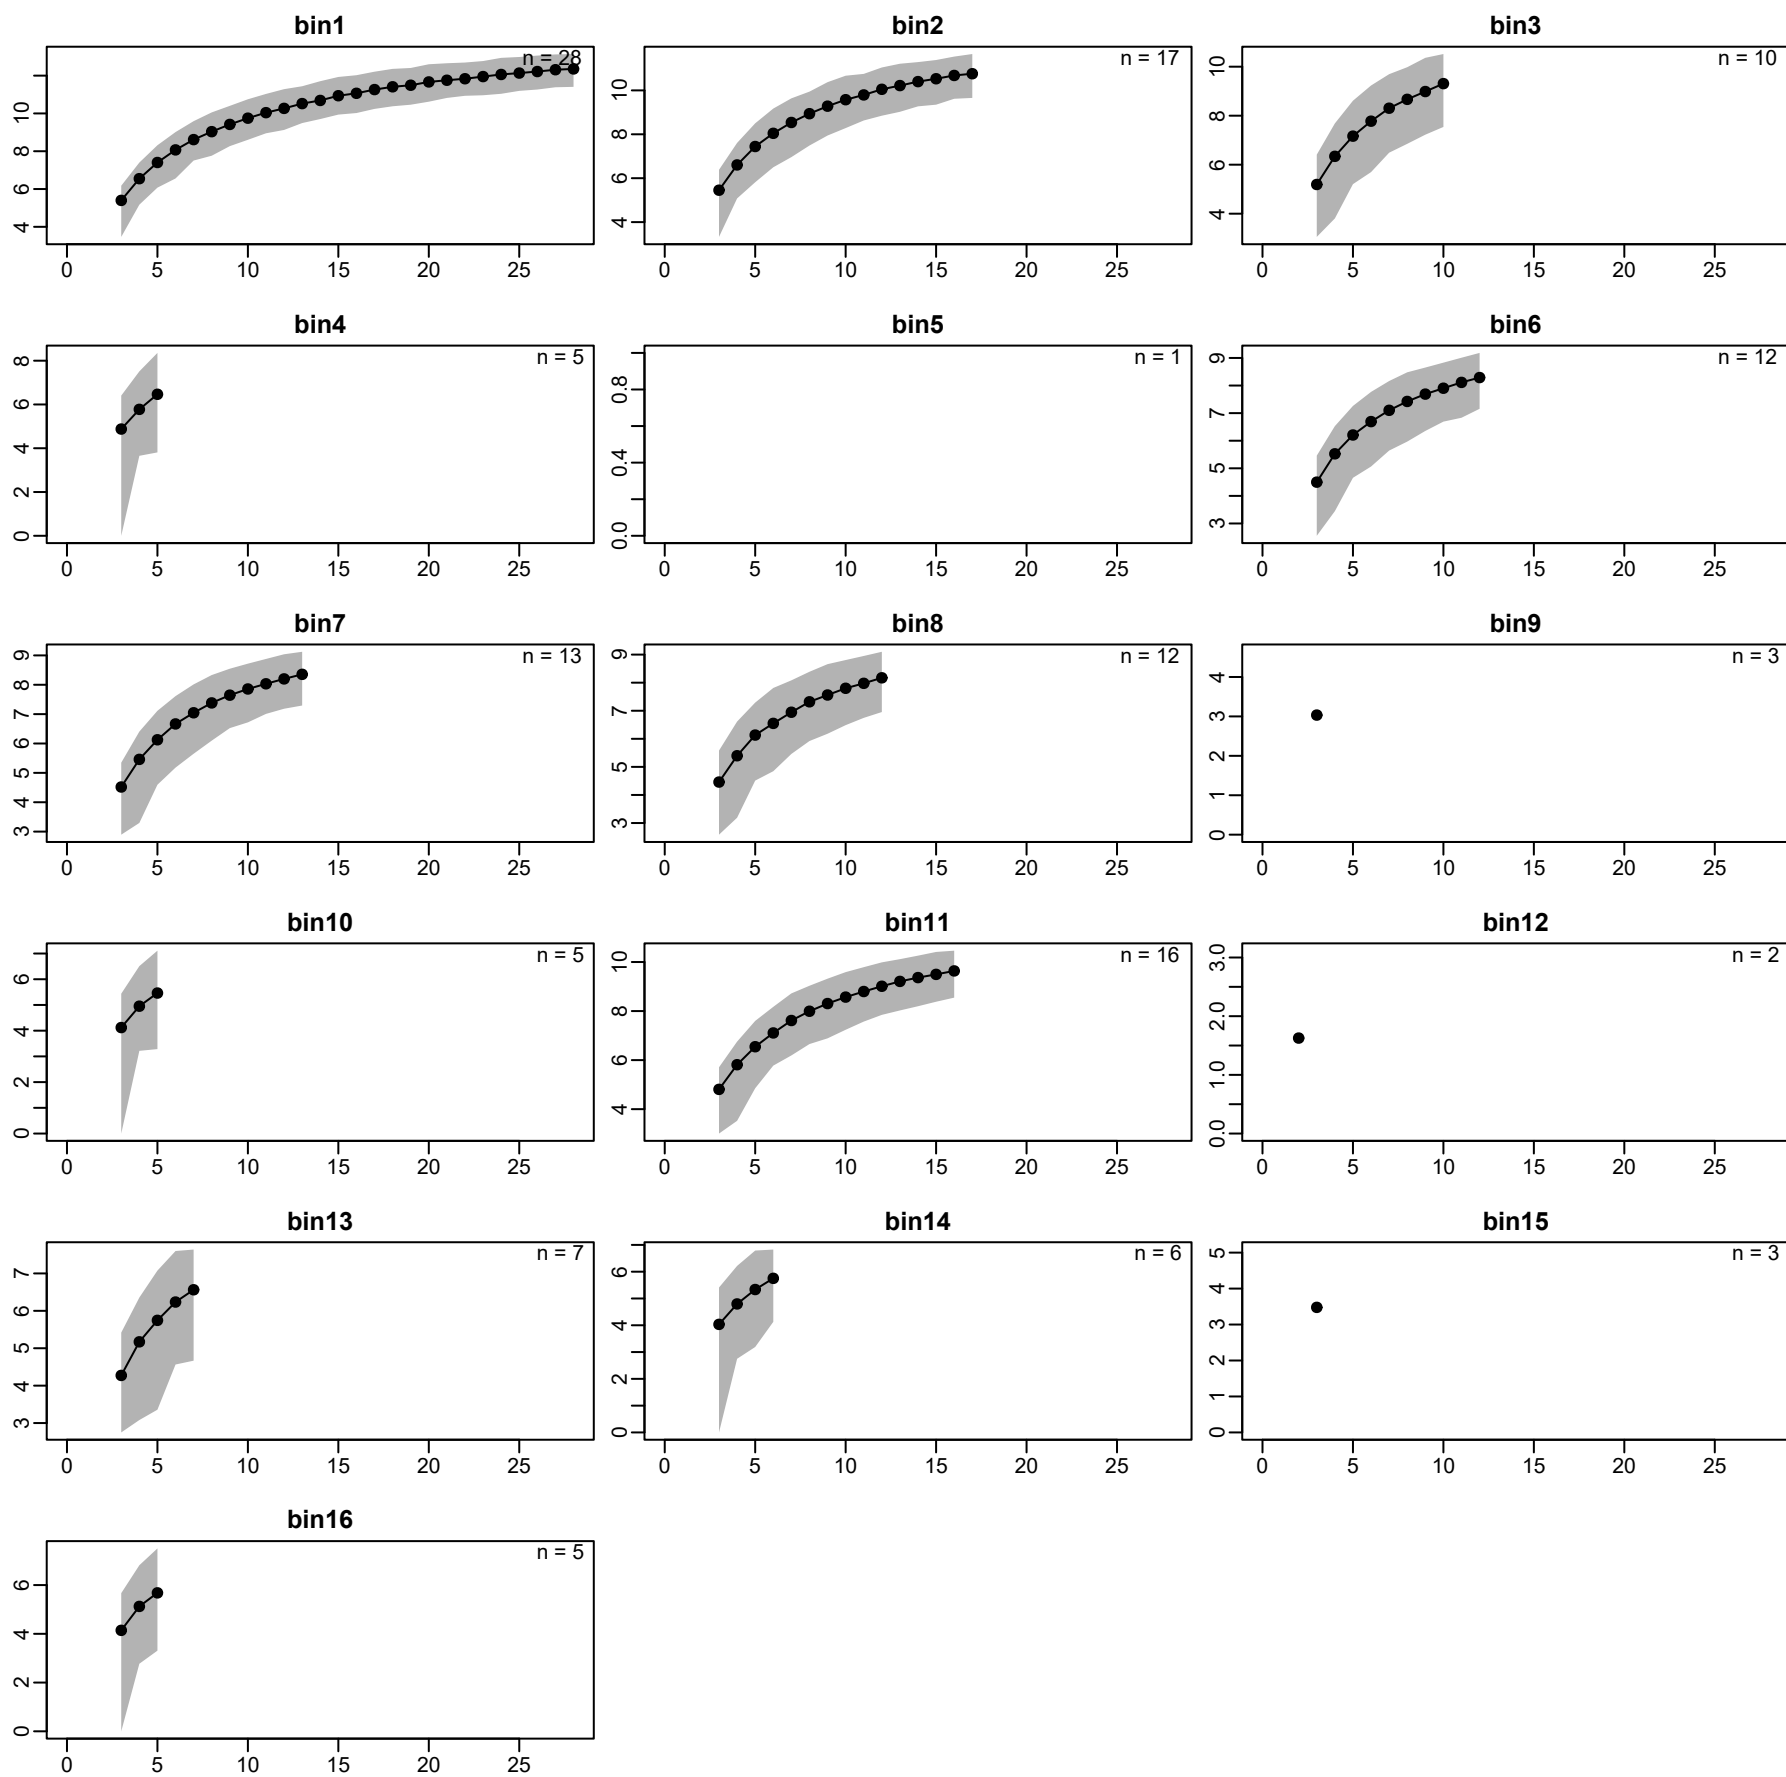 bin1 bin2 bin3
n = 28 n = 17 n = 10
4 6 8 10
4 6 8 10
4 6 8 10
0 5 10 15 20 25 0 5 10 15 20 25 0 5 10 15 20 25
bin4 bin5 bin6
n = 5 n = 1 n = 12
0 2 4 6 8
0.0 0.4 0.8
3 5 7 9
0 5 10 15 20 25 0 5 10 15 20 25 0 5 10 15 20 25
bin7 bin8 bin9
n = 13 n = 12 n = 3
3 4 5 6 7 8 9
3 5 7 9
0 1 2 3 4
0 5 10 15 20 25 0 5 10 15 20 25 0 5 10 15 20 25
bin10 bin11 bin12
n = 5 n = 16 n = 2
0 2 4 6
4 6 8 10
0.0 1.0 2.0 3.0
0 5 10 15 20 25 0 5 10 15 20 25 0 5 10 15 20 25
bin13 bin14 bin15
n = 7 n = 6 n = 3
3 4 5 6 7
0 2 4 6
0 1 2 3 4 5
0 5 10 15 20 25 0 5 10 15 20 25 0 5 10 15 20 25
bin16
n = 5
0 2 4 6
0 5 10 15 20 25